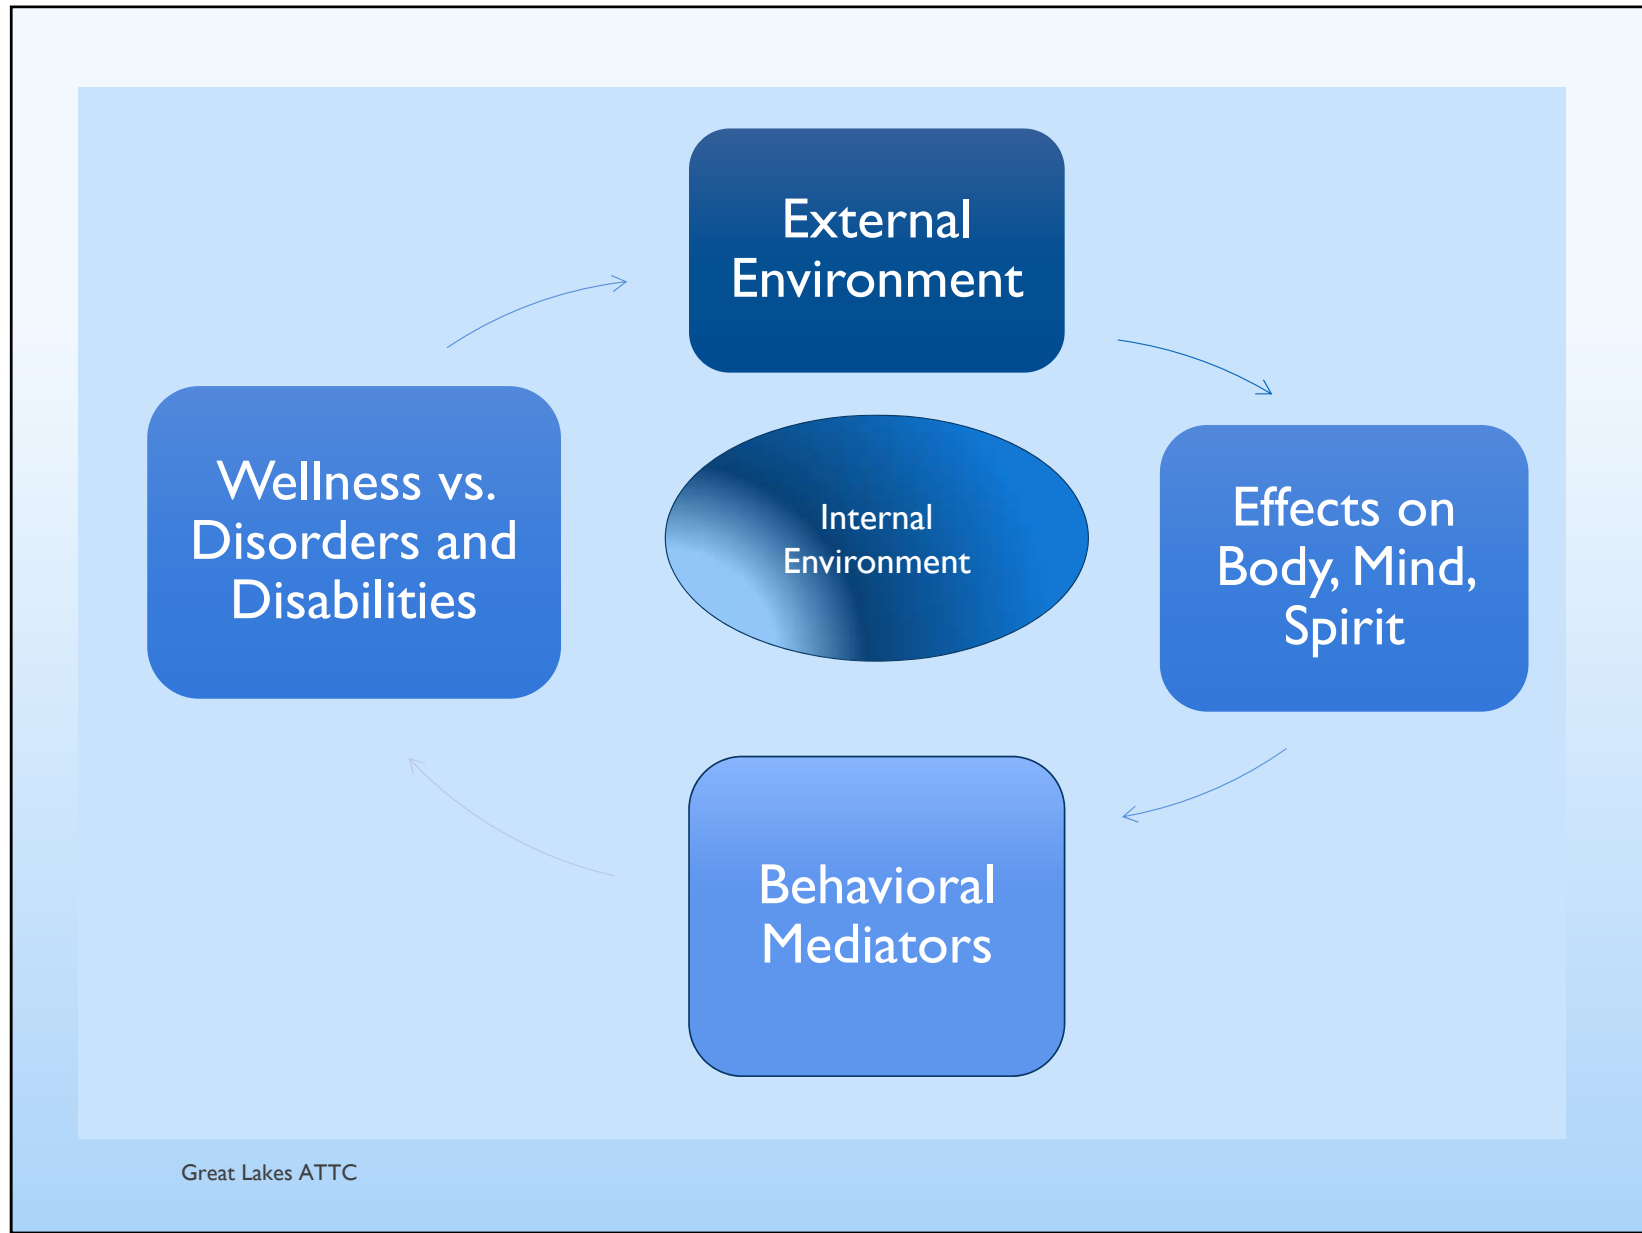 External
Environment
Wellness vs.
Disorders and
Disabilities
Internal
Environment
Effects on
Body, Mind,
Spirit
Behavioral
Mediators
Great Lakes ATTC